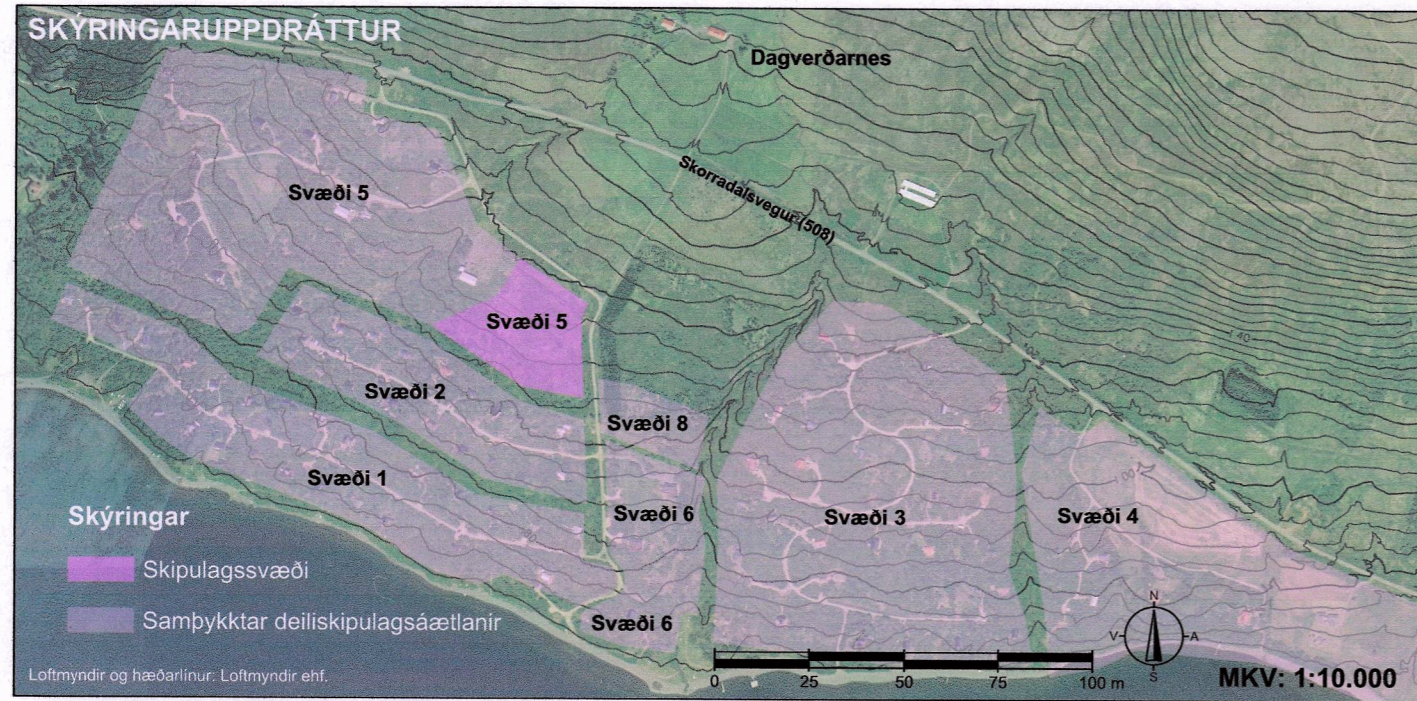 SKÝRINGARUPPDRÁTTUR
Dagverðarnes
Skorradalsvegur (508)
Svæði 5
Svæði 5
Svæði 2
Svæði 8
Svæði 1
Svæði 6
Svæði 3
Svæði 4
Svæði 6
Skýringar
Skipulagssvæði
Samþykktar deiliskipulagsáætlanir
Loftmyndir og hæðarlínur: Loftmyndir ehf.
0 25 50 75 100 m
N
V A
S
MKV: 1:10.000